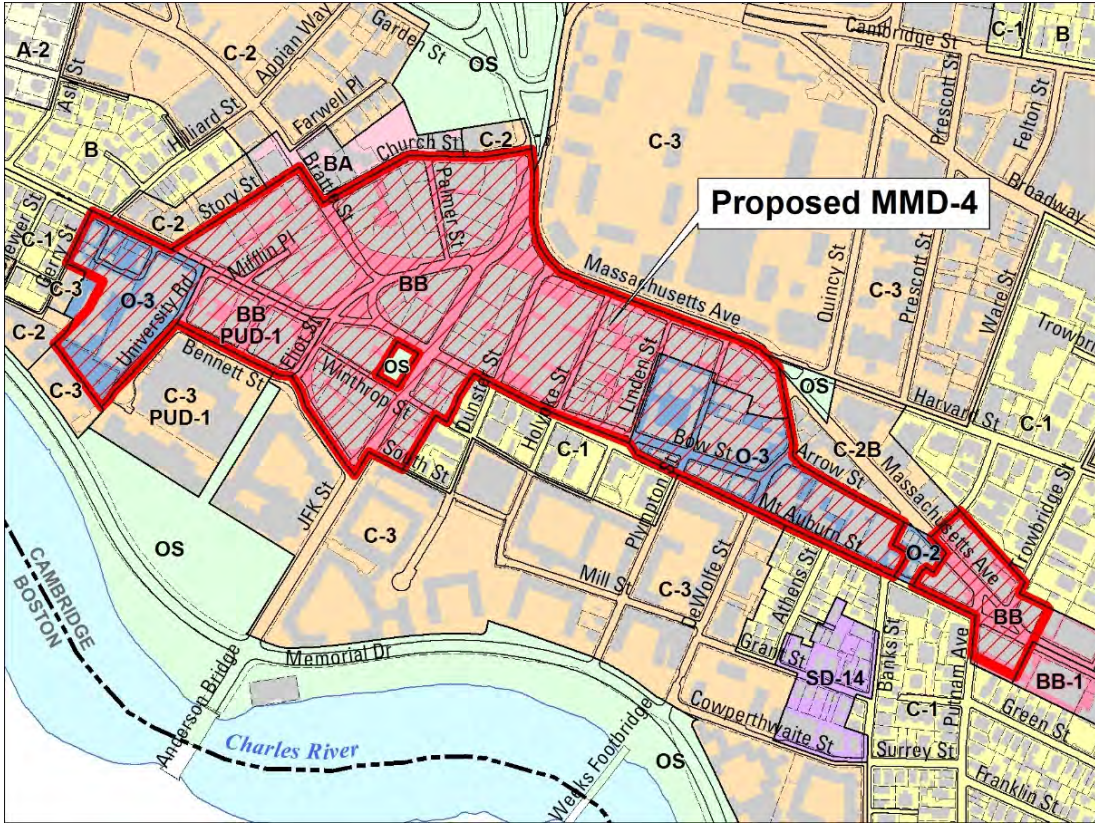 Cambridge St
C-1
B
A-2
C-2
Appian Way
Garden St
OS
Ash St
Hilliard St
Farwell Pl
Prescott St
Felton St
B
BA
Brattle St
Church St
C-2
C-3
Broadway
Story St
Palmer St
Proposed MMD-4
C-2
C-1
Gerry St
Mifflin Pl
Massachusetts Ave
Quincy St
C-3
Prescott St
Ware St
C-3
O-3
University Rd
BB
BB
PUD-1
Eliot St
C-2
Bennett St
OS
Winthrop St
Dunster St
Holyoke St
Linden St
OS
Harvard St
C-1
C-3
C-3
PUD-1
South St
C-1
Bow St
O-3
Arrow St
C-2B
Massachusetts Ave
Trowbridge St
JFK St
Plympton St
Mt Auburn St
O-2
C-3
OS
Mill St
C-3
DeWolfe St
Athens St
BB
CAMBRIDGE
BOSTON
Memorial Dr
Grant St
SD-14
Banks St
Putnam Ave
BB-1
Anderson Bridge
Cowperthwaite St
C-1
Green St
Charles River
Weeks Footbridge
OS
Surrey St
Franklin St